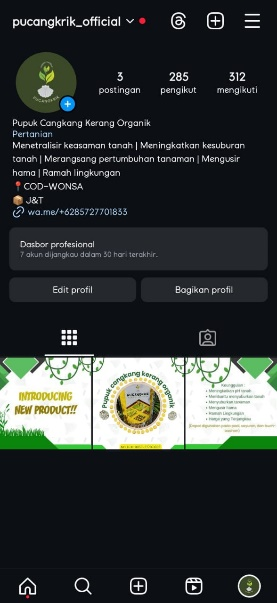 pucangkrik_official
3 285 312
postingan pengikut mengikuti
PUCANGKRIK
Pupuk Cangkang Kerang Organik
Pertanian
Menetralisir keasaman tanah | Meningkatkan kesuburan
tanah | Merangsang pertumbuhan tanaman | Mengusir
hama | Ramah lingkungan
COD-WONSA
J&T
wa.me/+6285727701833
Dasbor profesional
7 akun dijangkau dalam 30 hari terakhir.
Edit profil Bagikan profil
INTRODUCING
NEW PRODUCT!!
Pupuk cangkang kerang organik